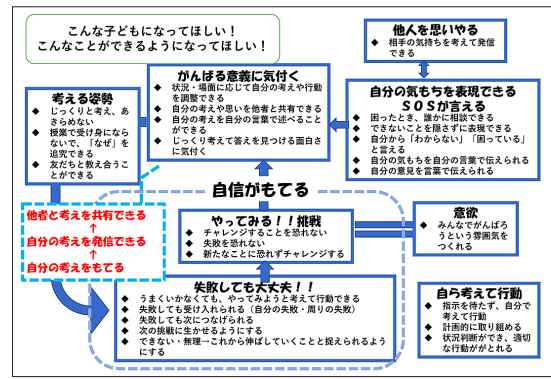 こんな子どもになってほしい！
こんなことができるようになってほしい！
他人を思いやる
◆ 相手の気持ちを考えて発信
できる
がんばる意義に気付く
◆ 状況・場面に応じて自分の考えや行動
を調整できる
◆ 自分の考えや思いを他者と共有できる
◆ 自分の考えを自分の言葉で述べること
ができる
◆ じっくり考えて答えを見つける面白さ
に気付く
考える姿勢
◆ じっくりと考え、あ
きらめない
◆ 授業で受け身になら
ないで、「なぜ」を
追究できる
◆ 友だちと教え合うこ
とができる
自分の気もちを表現できる
ＳＯＳが言える
◆ 困ったとき、誰かに相談できる
◆ できないことを隠さずに表現できる
◆ 自分から「わからない」「困っている」
と言える
◆ 自分の気もちを自分の言葉で伝えられる
◆ 自分の意見を言葉で伝えられる
自信がもてる
他者と考えを共有できる
↑
自分の考えを発信できる
↑
自分の考えをもてる
やってみる！！挑戦
◆ チャレンジすることを恐れない
◆ 失敗を恐れない
◆ 新たなことに恐れずチャレンジする
意欲
◆ みんなでがんばろ
うという雰囲気を
つくれる
失敗しても大丈夫！！
◆ うまくいかなくても、やってみようと考えて行動できる
◆ 失敗しても受け入れられる（自分の失敗・周りの失敗）
◆ 失敗しても次につなげられる
◆ 次の挑戦に生かせるようにする
◆ できない・無理→これから伸ばしていくことと捉えられるよう
にする
自ら考えて行動
◆ 指示を待たず、自分で
考えて行動
◆ 計画的に取り組める
◆ 状況判断ができ、適切
な行動ががとれる